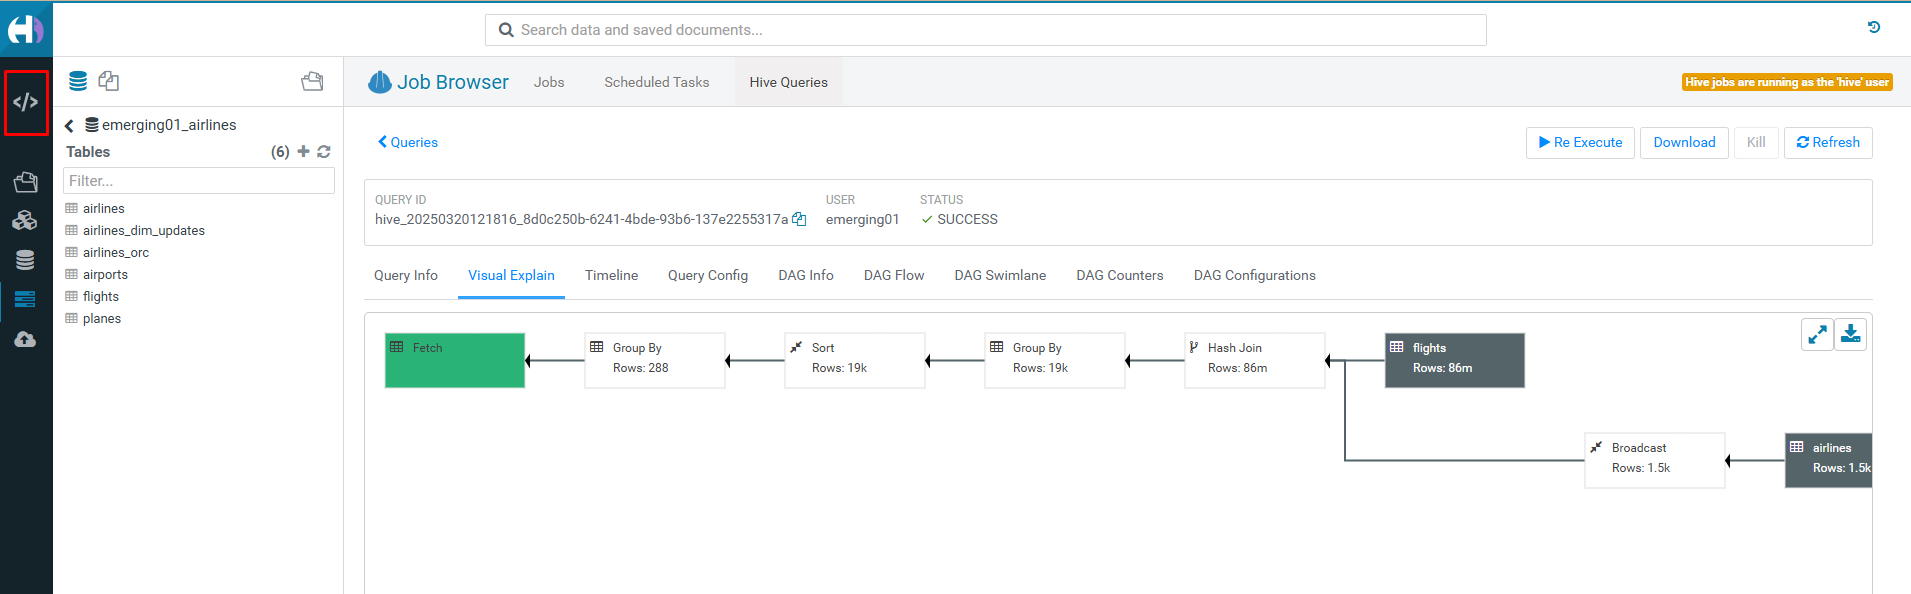 Search data and saved documents...
</>
Job Browser
Jobs
Scheduled Tasks
Hive Queries
Hive jobs are running as the 'hive' user
emerging01_airlines
Tables
(6)
Filter...
airlines
airlines_dim_updates
airlines_orc
airports
flights
planes
Queries
Re Execute
Download
Kill
Refresh
QUERY ID
hive_20250320121816_8d0c250b-6241-4bde-93b6-137e2255317a
USER
emerging01
STATUS
SUCCESS
Query Info
Visual Explain
Timeline
Query Config
DAG Info
DAG Flow
DAG Swimlane
DAG Counters
DAG Configurations
Fetch
Group By
Rows: 288
Sort
Rows: 19k
Group By
Rows: 19k
Hash Join
Rows: 86m
flights
Rows: 86m
Broadcast
Rows: 1.5k
airlines
Rows: 1.5k